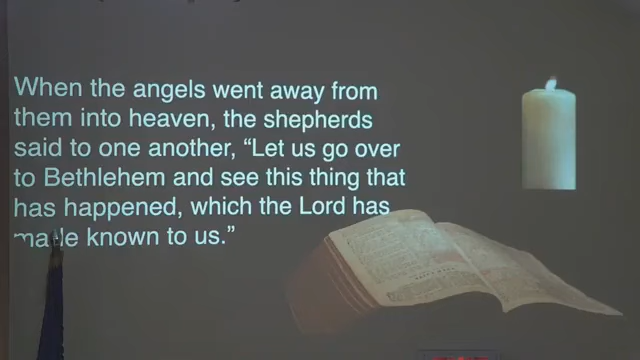 When the angels went away from
them into heaven, the shepherds
said to one another, “Let us go over
to Bethlehem and see this thing that
has happened, which the Lord has
made known to us.”